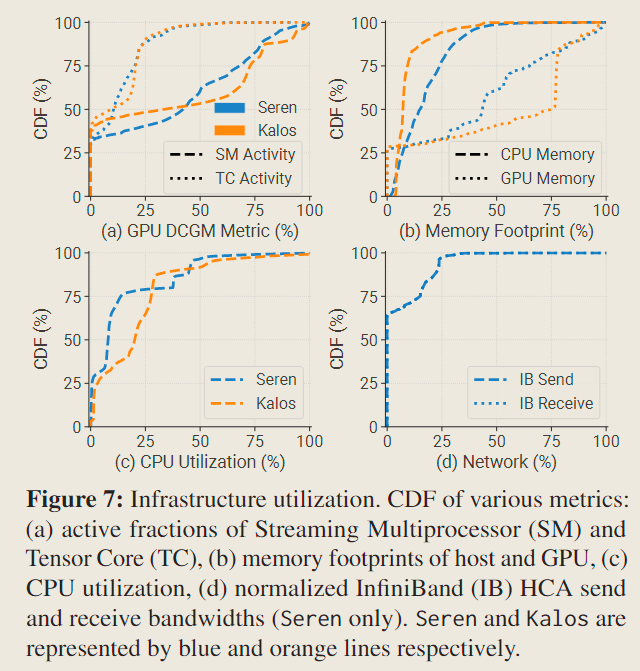 CDF (%)
100
75
50
25
0
Seren
Kalos
SM Activity
TC Activity
0 25 50 75 100
(a) GPU DCGM Metric (%)
CDF (%)
100
75
50
25
0
CPU Memory
GPU Memory
0 25 50 75 100
(b) Memory Footprint (%)
CDF (%)
100
75
50
25
0
Seren
Kalos
0 25 50 75 100
(c) CPU Utilization (%)
CDF (%)
100
75
50
25
0
IB Send
IB Receive
0 25 50 75 100
(d) Network (%)
Figure 7: Infrastructure utilization. CDF of various metrics:
(a) active fractions of Streaming Multiprocessor (SM) and
Tensor Core (TC), (b) memory footprints of host and GPU, (c)
CPU utilization, (d) normalized InfiniBand (IB) HCA send
and receive bandwidths (Seren only). Seren and Kalos are
represented by blue and orange lines respectively.